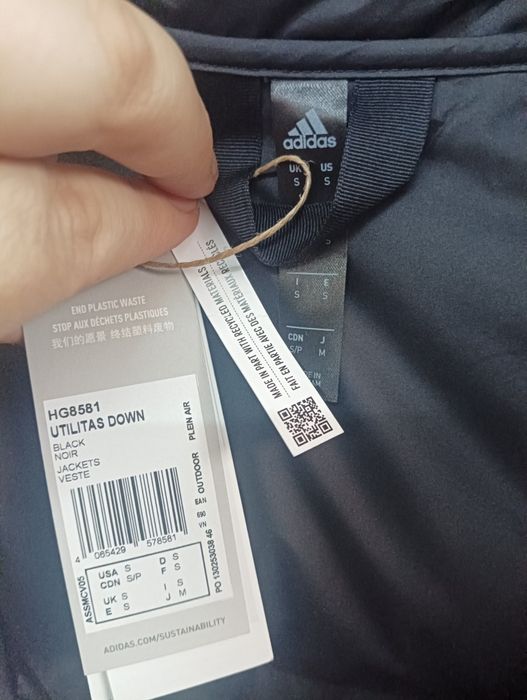 adidas
UK US
S S
S
I E
S S
CDN J
S/P M
MADE IN PART WITH RECYCLED MATERIALS
FAIT EN PARTIE AVEC DES MATÉRIAUX RECYCLÉS
END PLASTIC WASTE
STOP AUX DÉCHETS PLASTIQUES
我们的愿景 终结塑料废物
HG8581
UTILITAS DOWN
BLACK
NOIR
JACKETS
VESTE
OUTDOOR PLEIN AIR
EAN 690 VN
4 065429 578581
ASSMCV05
PO 130253038 46
USA S D S
CDN S/P F S
UK S I S
E S J M
ADIDAS.COM/SUSTAINABILITY